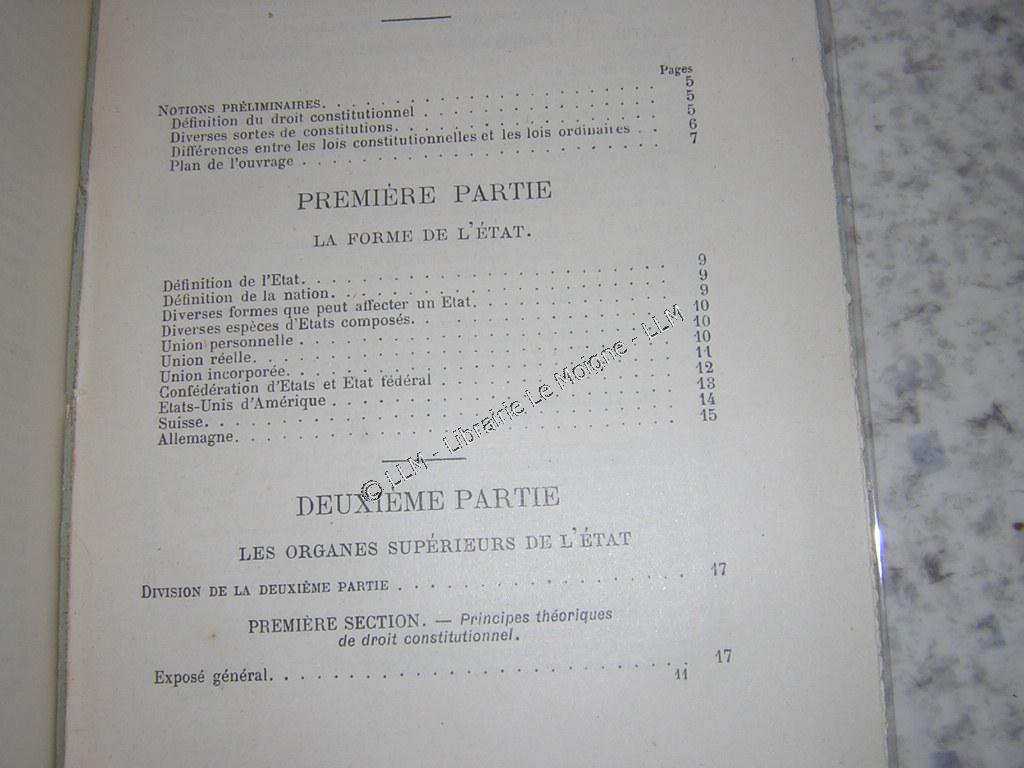 Pages
NOTIONS PRÉLIMINAIRES. . . . . . . . . . . . . . . . . . . . 5
Définition du droit constitutionnel . . . . . . . . . . . . . 5
Diverses sortes de constitutions. . . . . . . . . . . . . . . 5
Différences entre les lois constitutionnelles et les lois ordinaires . . 6
Plan de l'ouvrage . . . . . . . . . . . . . . . . . . . . 7
PREMIÈRE PARTIE
LA FORME DE L'ÉTAT.
Définition de l'Etat. . . . . . . . . . . . . . . . . . . . 9
Définition de la nation. . . . . . . . . . . . . . . . . . . 9
Diverses formes que peut affecter un Etat. . . . . . . . . . . 9
Diverses espèces d'Etats composés. . . . . . . . . . . . . . 10
Union personnelle . . . . . . . . . . . . . . . . . . . . 10
Union réelle. . . . . . . . . . . . . . . . . . . . . . . 10
Union incorporée. . . . . . . . . . . . . . . . . . . . . 11
Confédération d'Etats et Etat fédéral . . . . . . . . . . . . 12
Etats-Unis d'Amérique . . . . . . . . . . . . . . . . . . 13
Suisse. . . . . . . . . . . . . . . . . . . . . . . . . . 14
Allemagne. . . . . . . . . . . . . . . . . . . . . . . . 15
© LLM - Librairie Le Moigne - LLM
DEUXIÈME PARTIE
LES ORGANES SUPÉRIEURS DE L'ÉTAT
DIVISION DE LA DEUXIÈME PARTIE . . . . . . . . . . . . . . . 17
PREMIÈRE SECTION. — Principes théoriques
de droit constitutionnel.
Exposé général. . . . . . . . . . . . . . . . . . . . . . 17
11